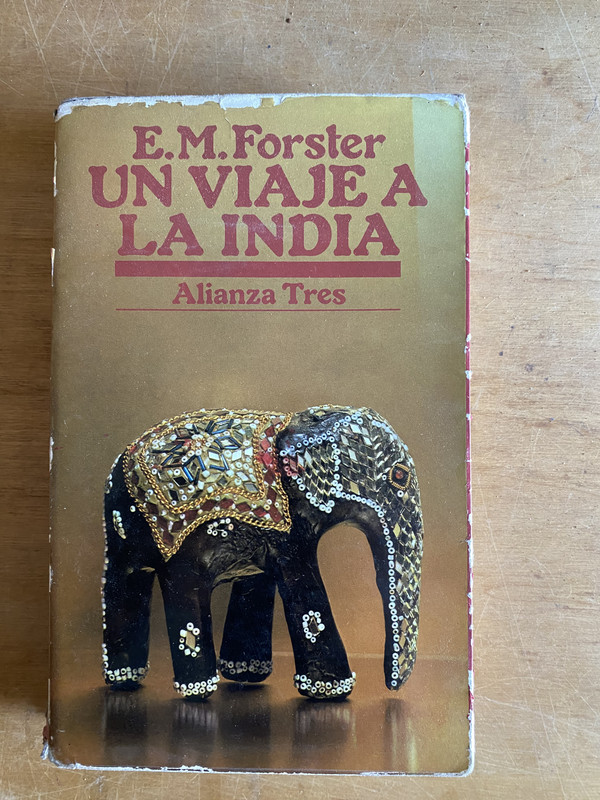 E.M.Forster
UN VIAJE A
LA INDIA
Alianza Tres